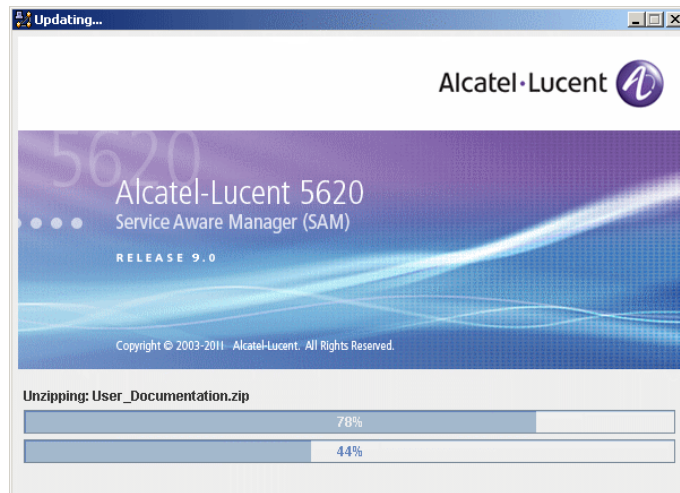 Updating...
Alcatel·Lucent
5620
Alcatel-Lucent 5620
Service Aware Manager (SAM)
RELEASE 9.0
Copyright © 2003-2011 Alcatel-Lucent. All Rights Reserved.
Unzipping: User_Documentation.zip
78%
44%